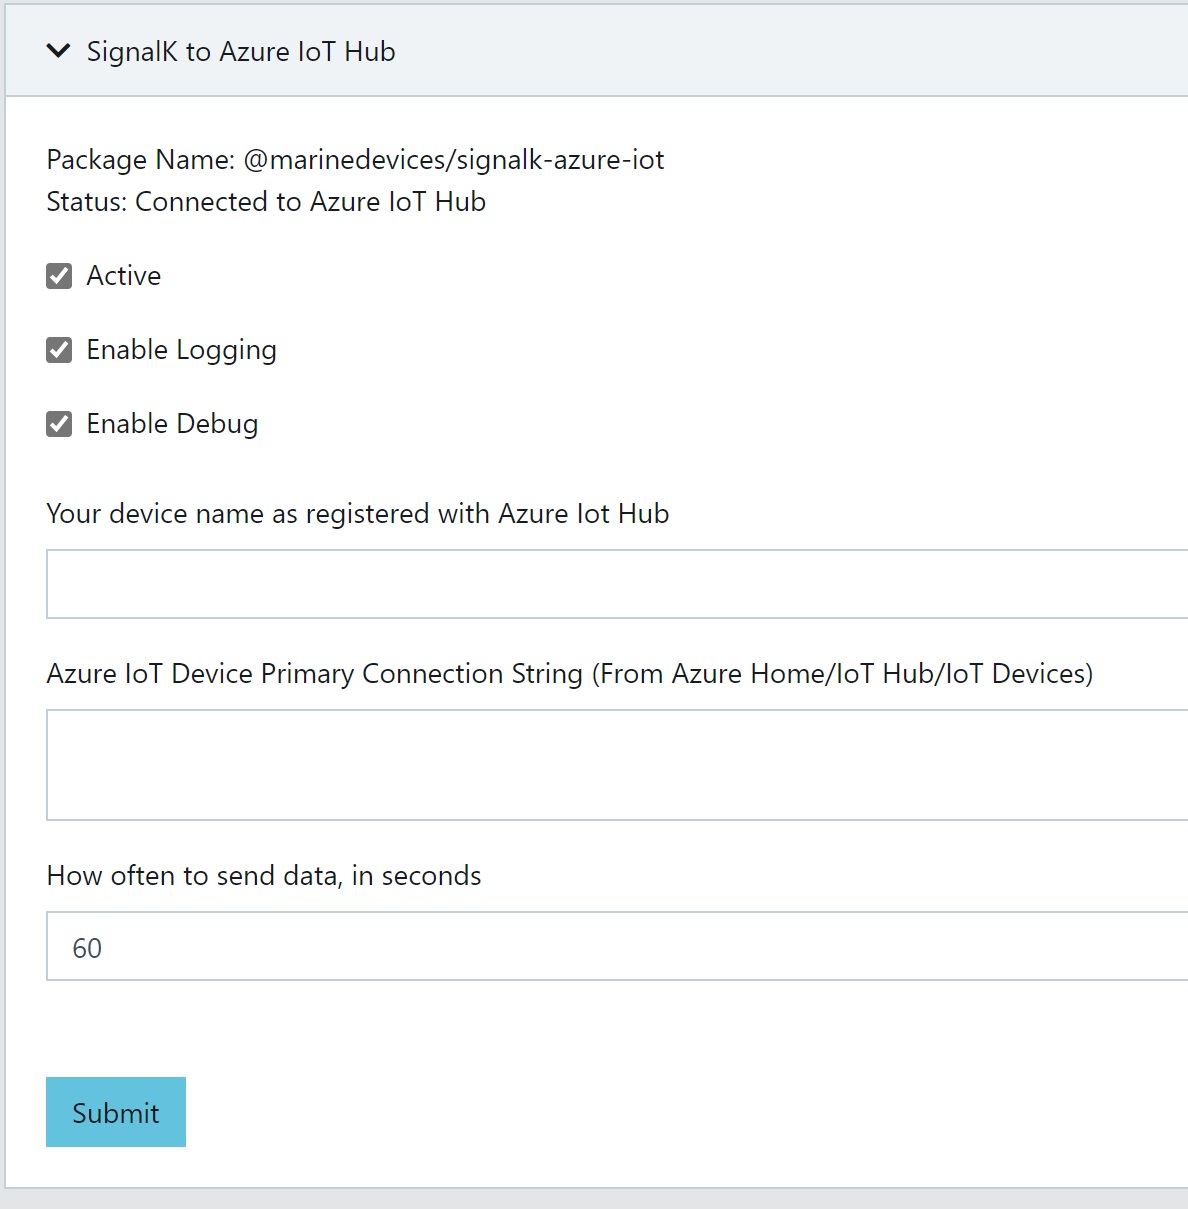 SignalK to Azure IoT Hub
Package Name: @marinedevices/signalk-azure-iot
Status: Connected to Azure IoT Hub
Active
Enable Logging
Enable Debug
Your device name as registered with Azure Iot Hub
Azure IoT Device Primary Connection String (From Azure Home/IoT Hub/IoT Devices)
How often to send data, in seconds
60
Submit